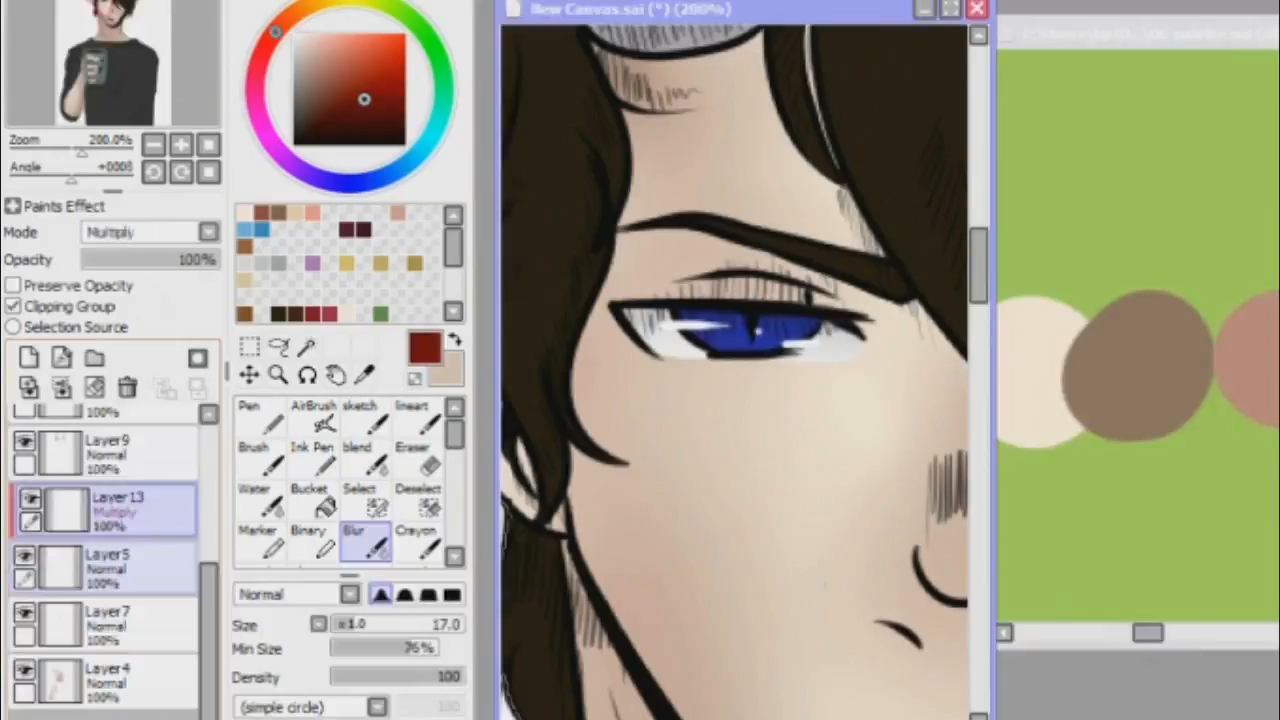 New Canvas.sai (*) (200%)
Zoom 200.0%
Angle +000§
Paints Effect
Mode Multiply
Opacity 100%
Preserve Opacity
Clipping Group
Selection Source
100%
Layer9
Normal
100%
Layer13
Multiply
100%
Layer5
Normal
100%
Layer7
Normal
100%
Layer4
Normal
100%
Pen AirBrush sketch lineart
Brush Ink Pen blend Eraser
Water Bucket Select Deselect
Marker Binary Blur Crayon
Normal
Size x 1.0 17.0
Min Size 76%
Density 100
(simple circle) 100